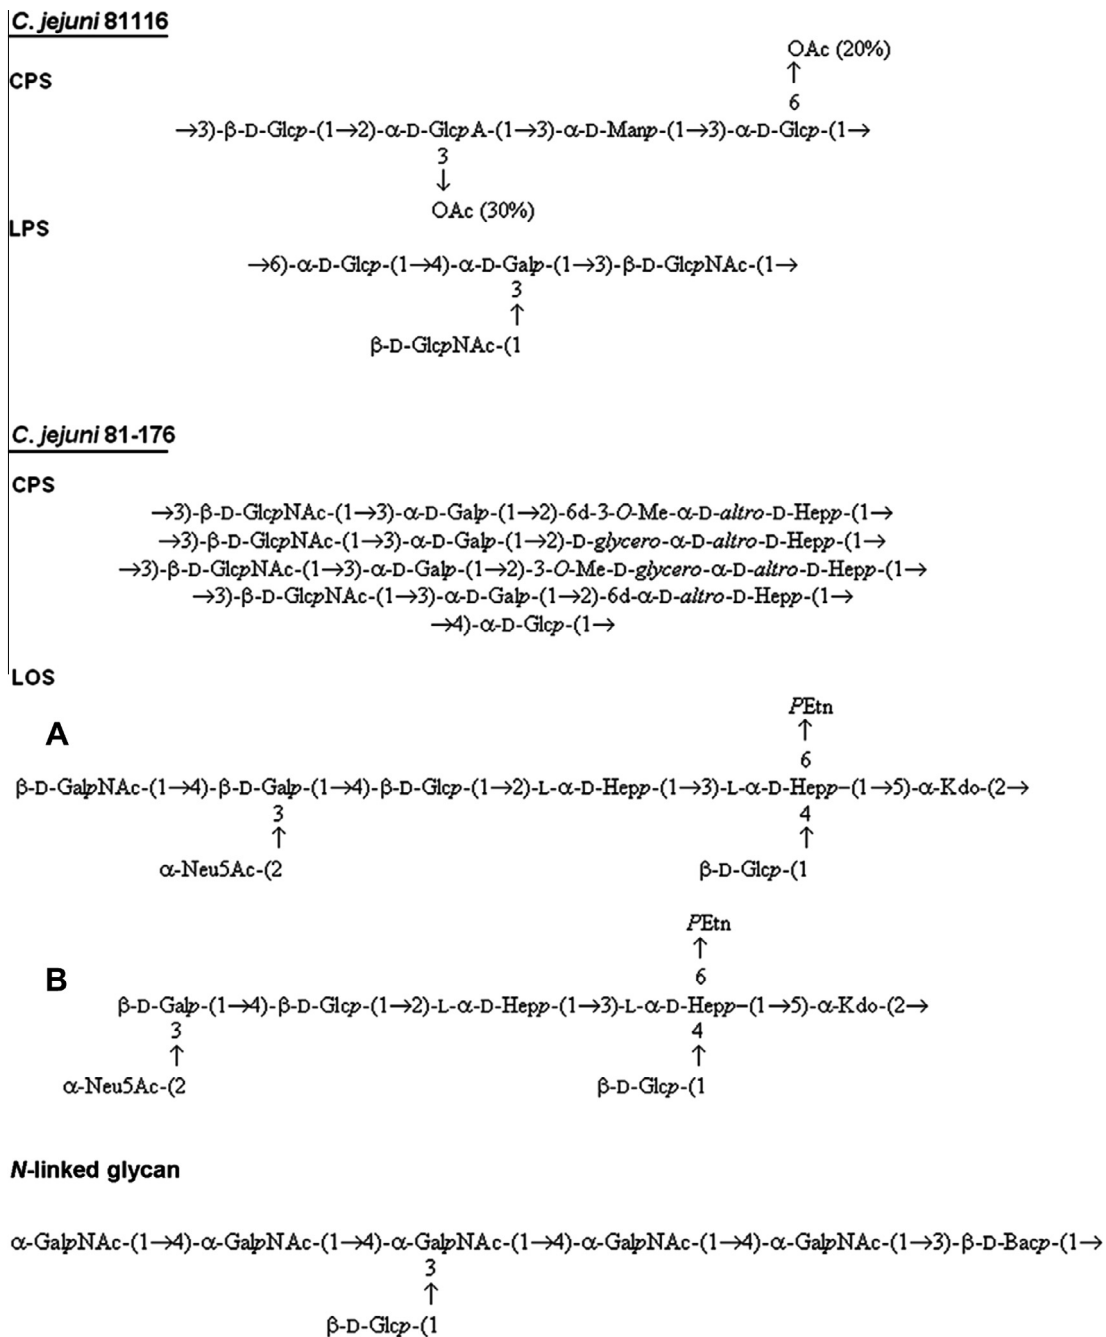 C. jejuni 81116
OAc (20%)
CPS
↑
6
→3)-β-D-Glcp-(1→2)-α-D-GlcpA-(1→3)-α-D-Manp-(1→3)-α-D-Glcp-(1→
3
↓
OAc (30%)
LPS
→6)-α-D-Glcp-(1→4)-α-D-Galp-(1→3)-β-D-GlcpNAc-(1→
3
↑
β-D-GlcpNAc-(1
C. jejuni 81-176
CPS
→3)-β-D-GlcpNAc-(1→3)-α-D-Galp-(1→2)-6d-3-O-Me-α-D-altro-D-Hepp-(1→
→3)-β-D-GlcpNAc-(1→3)-α-D-Galp-(1→2)-D-glycero-α-D-altro-D-Hepp-(1→
→3)-β-D-GlcpNAc-(1→3)-α-D-Galp-(1→2)-3-O-Me-D-glycero-α-D-altro-D-Hepp-(1→
→3)-β-D-GlcpNAc-(1→3)-α-D-Galp-(1→2)-6d-α-D-altro-D-Hepp-(1→
→4)-α-D-Glcp-(1→
LOS
PEtn
A
↑
6
β-D-GalpNAc-(1→4)-β-D-Galp-(1→4)-β-D-Glcp-(1→2)-L-α-D-Hepp-(1→3)-L-α-D-Hepp-(1→5)-α-Kdo-(2→
3 4
↑ ↑
α-Neu5Ac-(2 β-D-Glcp-(1
PEtn
↑
B 6
β-D-Galp-(1→4)-β-D-Glcp-(1→2)-L-α-D-Hepp-(1→3)-L-α-D-Hepp-(1→5)-α-Kdo-(2→
3 4
↑ ↑
α-Neu5Ac-(2 β-D-Glcp-(1
N-linked glycan
α-GalpNAc-(1→4)-α-GalpNAc-(1→4)-α-GalpNAc-(1→4)-α-GalpNAc-(1→4)-α-GalpNAc-(1→3)-β-D-Bacp-(1→
3
↑
β-D-Glcp-(1